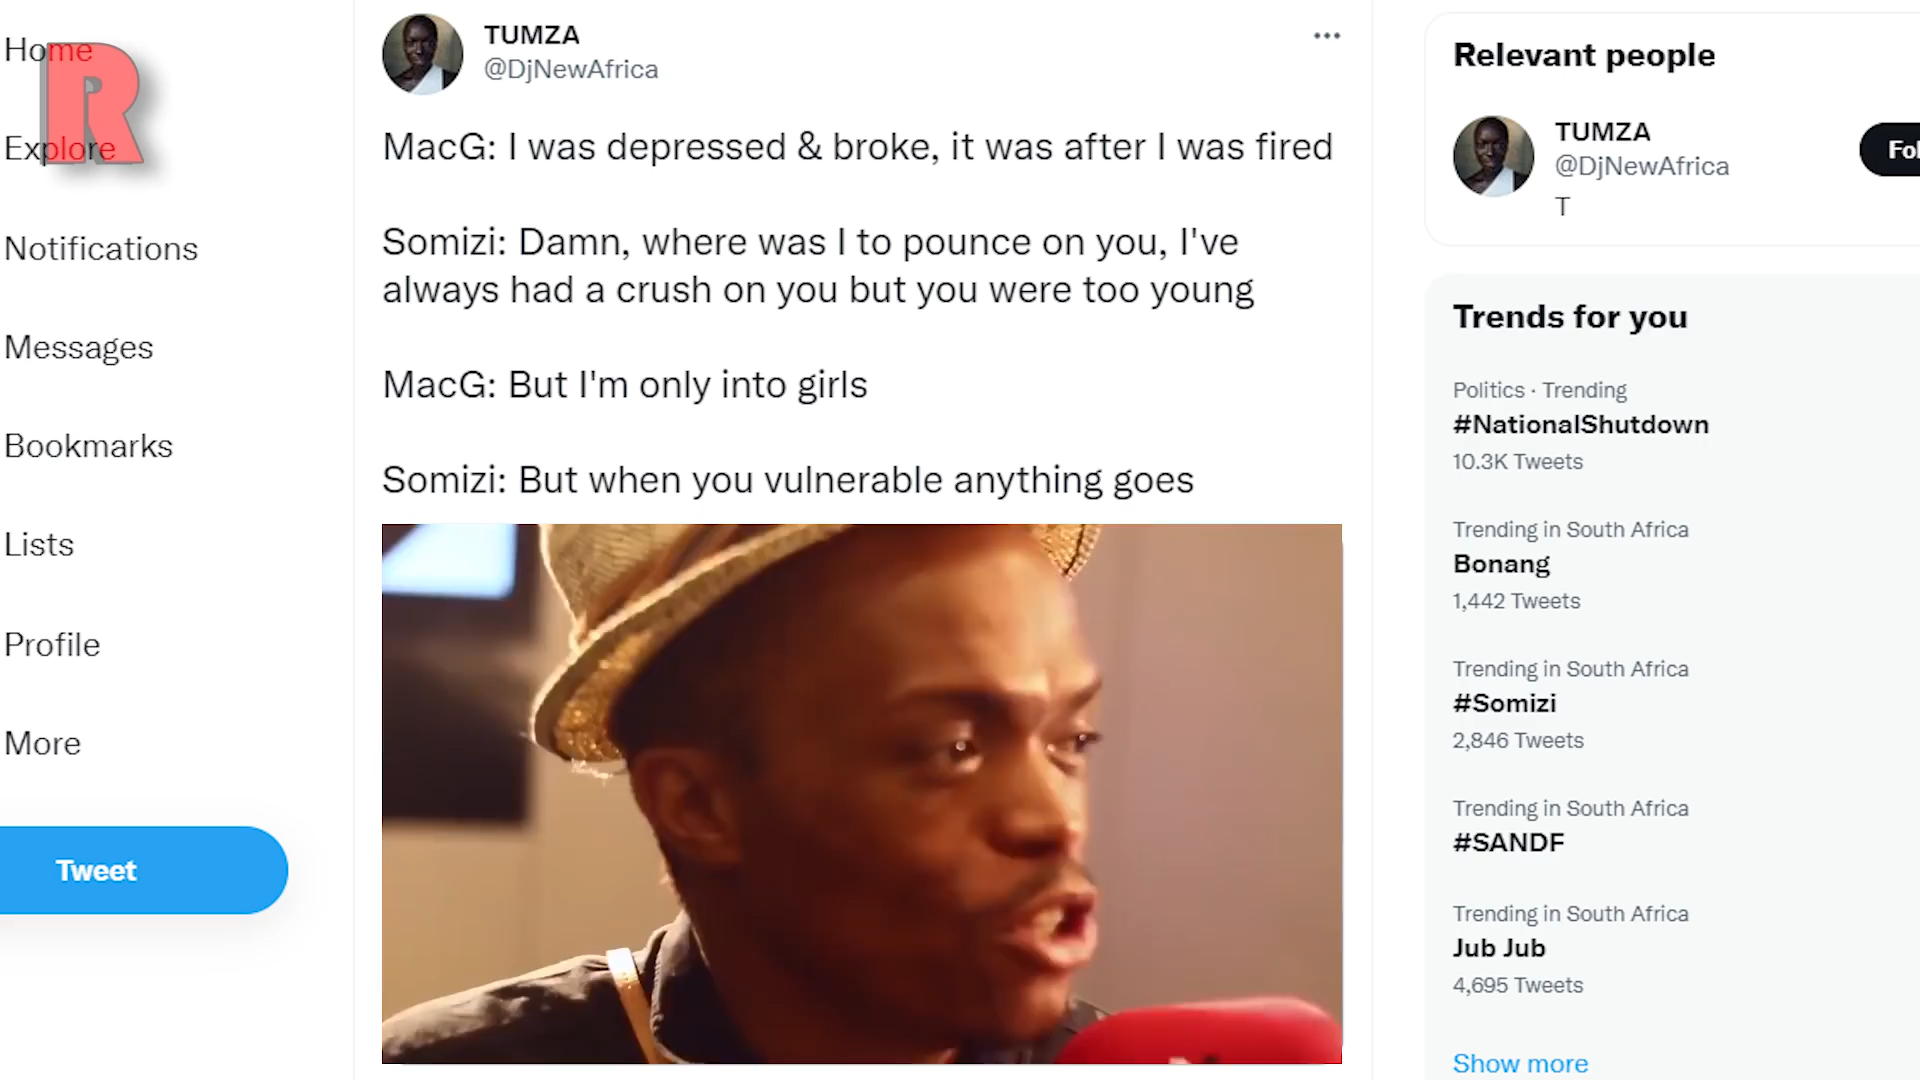 Home
R
Explore
Notifications
Messages
Bookmarks
Lists
Profile
More
Tweet
TUMZA
@DjNewAfrica
MacG: I was depressed & broke, it was after I was fired
Somizi: Damn, where was I to pounce on you, I've
always had a crush on you but you were too young
MacG: But I'm only into girls
Somizi: But when you vulnerable anything goes
Relevant people
TUMZA
@DjNewAfrica
T
Trends for you
Politics · Trending
#NationalShutdown
10.3K Tweets
Trending in South Africa
Bonang
1,442 Tweets
Trending in South Africa
#Somizi
2,846 Tweets
Trending in South Africa
#SANDF
Trending in South Africa
Jub Jub
4,695 Tweets
Show more